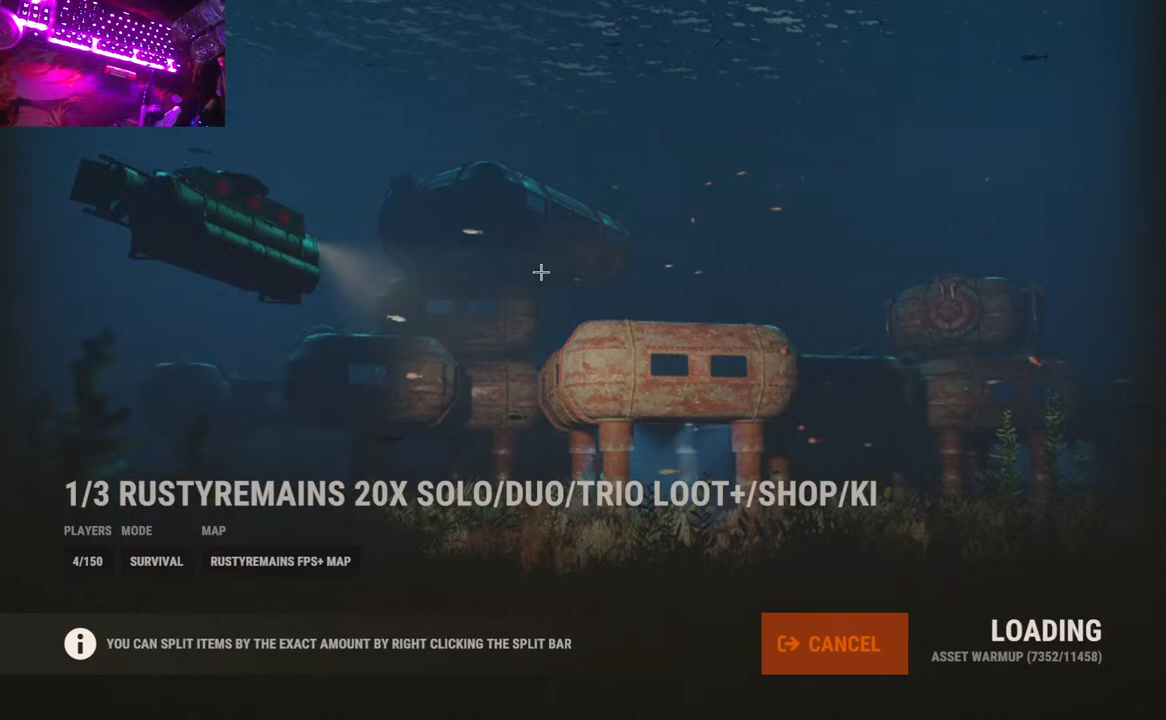 1/3 RUSTYREMAINS 20X SOLO/DUO/TRIO LOOT+/SHOP/KI
PLAYERS MODE MAP
4/150 SURVIVAL RUSTYREMAINS FPS+ MAP
YOU CAN SPLIT ITEMS BY THE EXACT AMOUNT BY RIGHT CLICKING THE SPLIT BAR
CANCEL
LOADING
ASSET WARMUP (7352/11458)